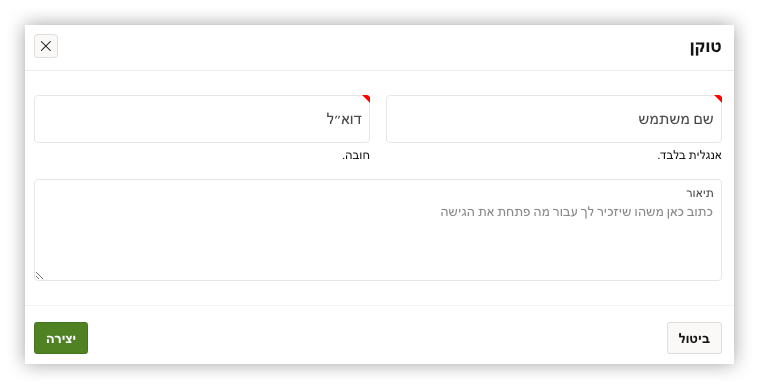 טוקן
שם משתמש
דוא״ל
אנגלית בלבד.
חובה.
תיאור
כתוב כאן משהו שיזכיר לך עבור מה פתחת את הגישה
ביטול
יצירה